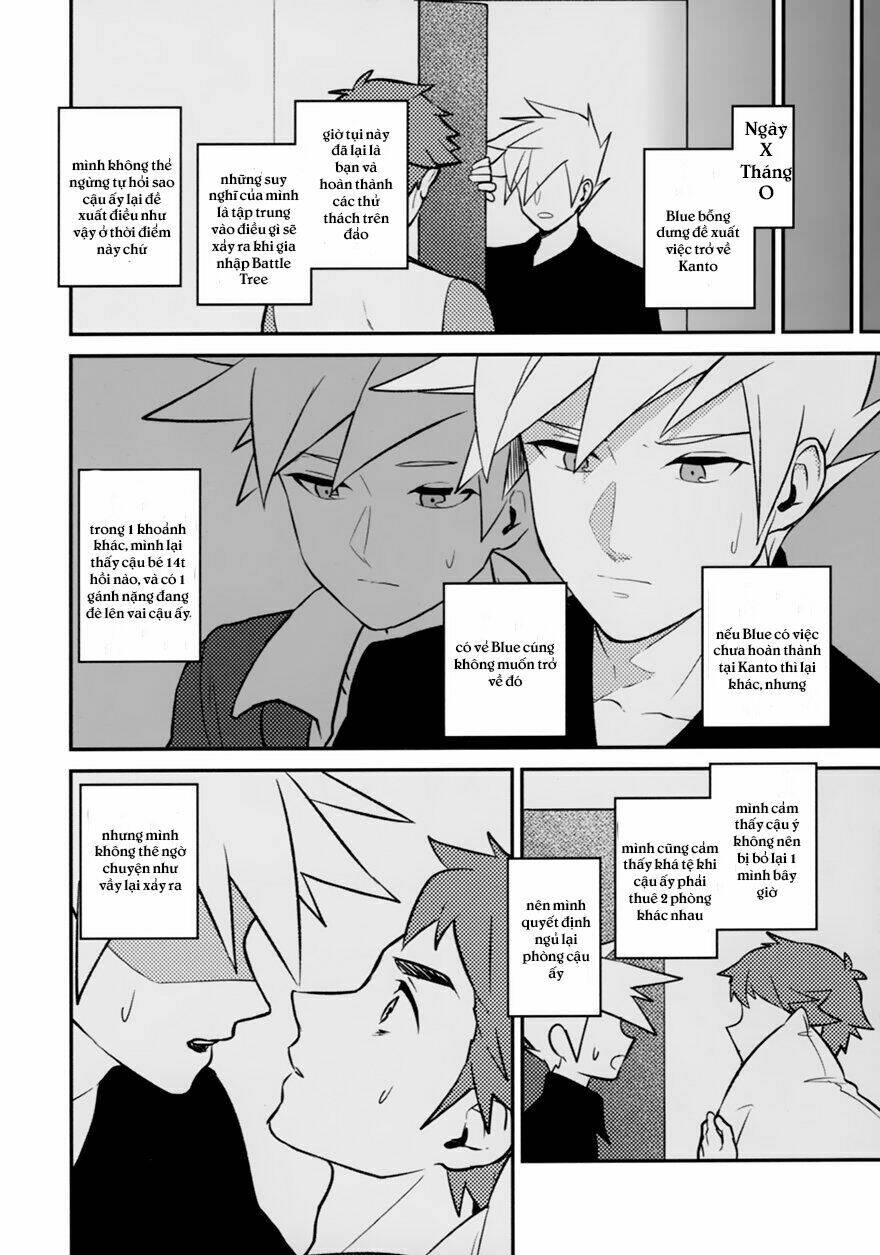 Ngày
X
Tháng
O
Blue bỗng
dưng đề xuất
việc trở về
Kanto
giờ tụi này
đã lại là
bạn và
hoàn thành
các thử
thách trên
đảo
những suy
nghĩ của mình
là tập trung
vào điều gì sẽ
xảy ra khi gia
nhập Battle
Tree
mình không thể
ngừng tự hỏi sao
cậu ấy lại đề
xuất điều như
vậy ở thời điểm
này chứ
nếu Blue có việc
chưa hoàn thành
tại Kanto thì lại
khác, nhưng
có vẻ Blue cúng
không muốn trở
về đó
trong 1 khoảnh
khác, mình lại
thấy cậu bé 14t
hồi nào, và có 1
gánh nặng đang
đè lên vai cậu ấy.
mình cảm
thấy cậu ý
không nên
bị bỏ lại 1
mình bây
giờ
mình cũng cảm
thấy khá tệ khi
cậu ấy phải
thuê 2 phòng
khác nhau
nên mình
quyết định
ngủ lại
phòng cậu
ấy
nhưng mình
không thê ngờ
chuyện như
vầy lại xảy ra